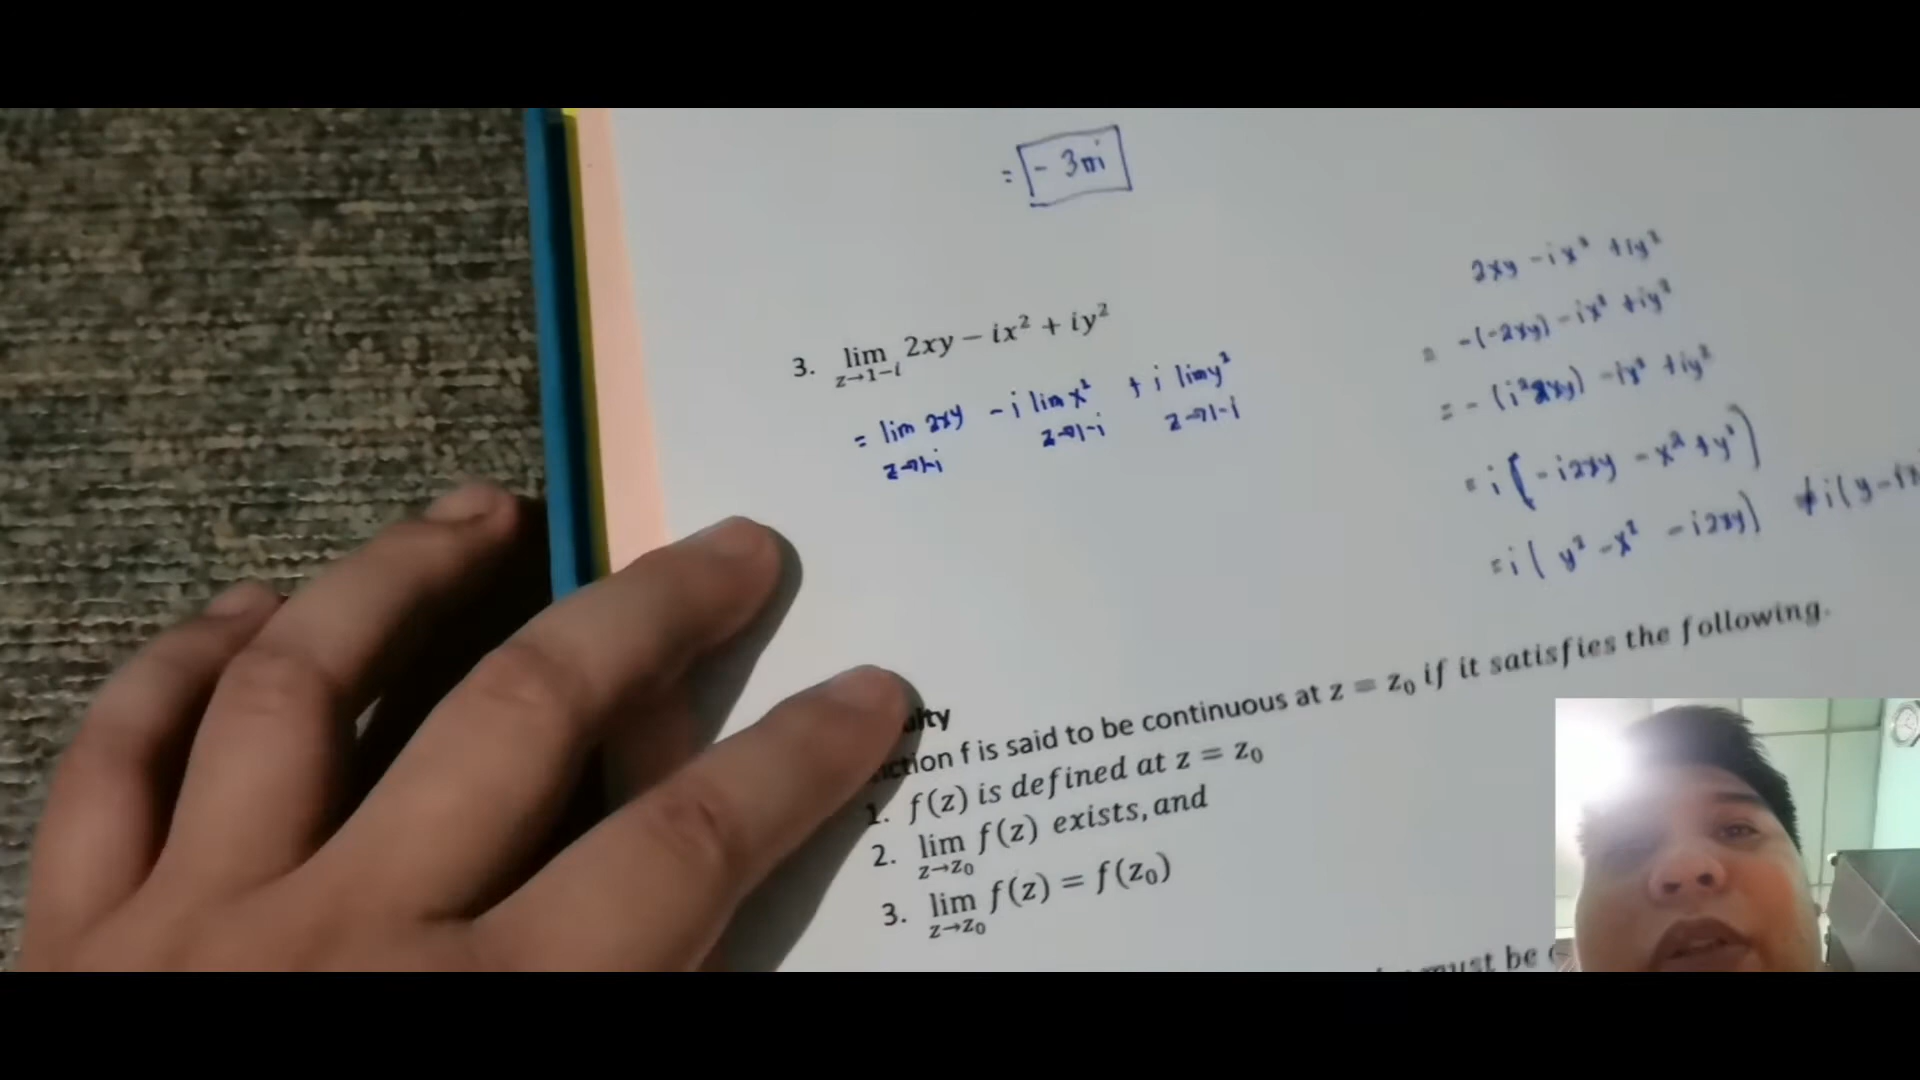 = - 3πi
3. lim 2xy − ix² + iy²
z→1−i
= lim 2xy - i lim x² + i lim y²
z→1-i z→1-i z→1-i
2xy - ix² + iy²
= -(-2xy) - ix² + iy²
= - (i²2xy) - ix² + iy²
= i (- i2xy - x² + y²)
= i ( y² - x² - i2xy)
f is said to be continuous at z = z₀ if it satisfies the following.
1. f(z) is defined at z = z₀
2. lim f(z) exists, and
z→z₀
3. lim f(z) = f(z₀)
z→z₀
must be